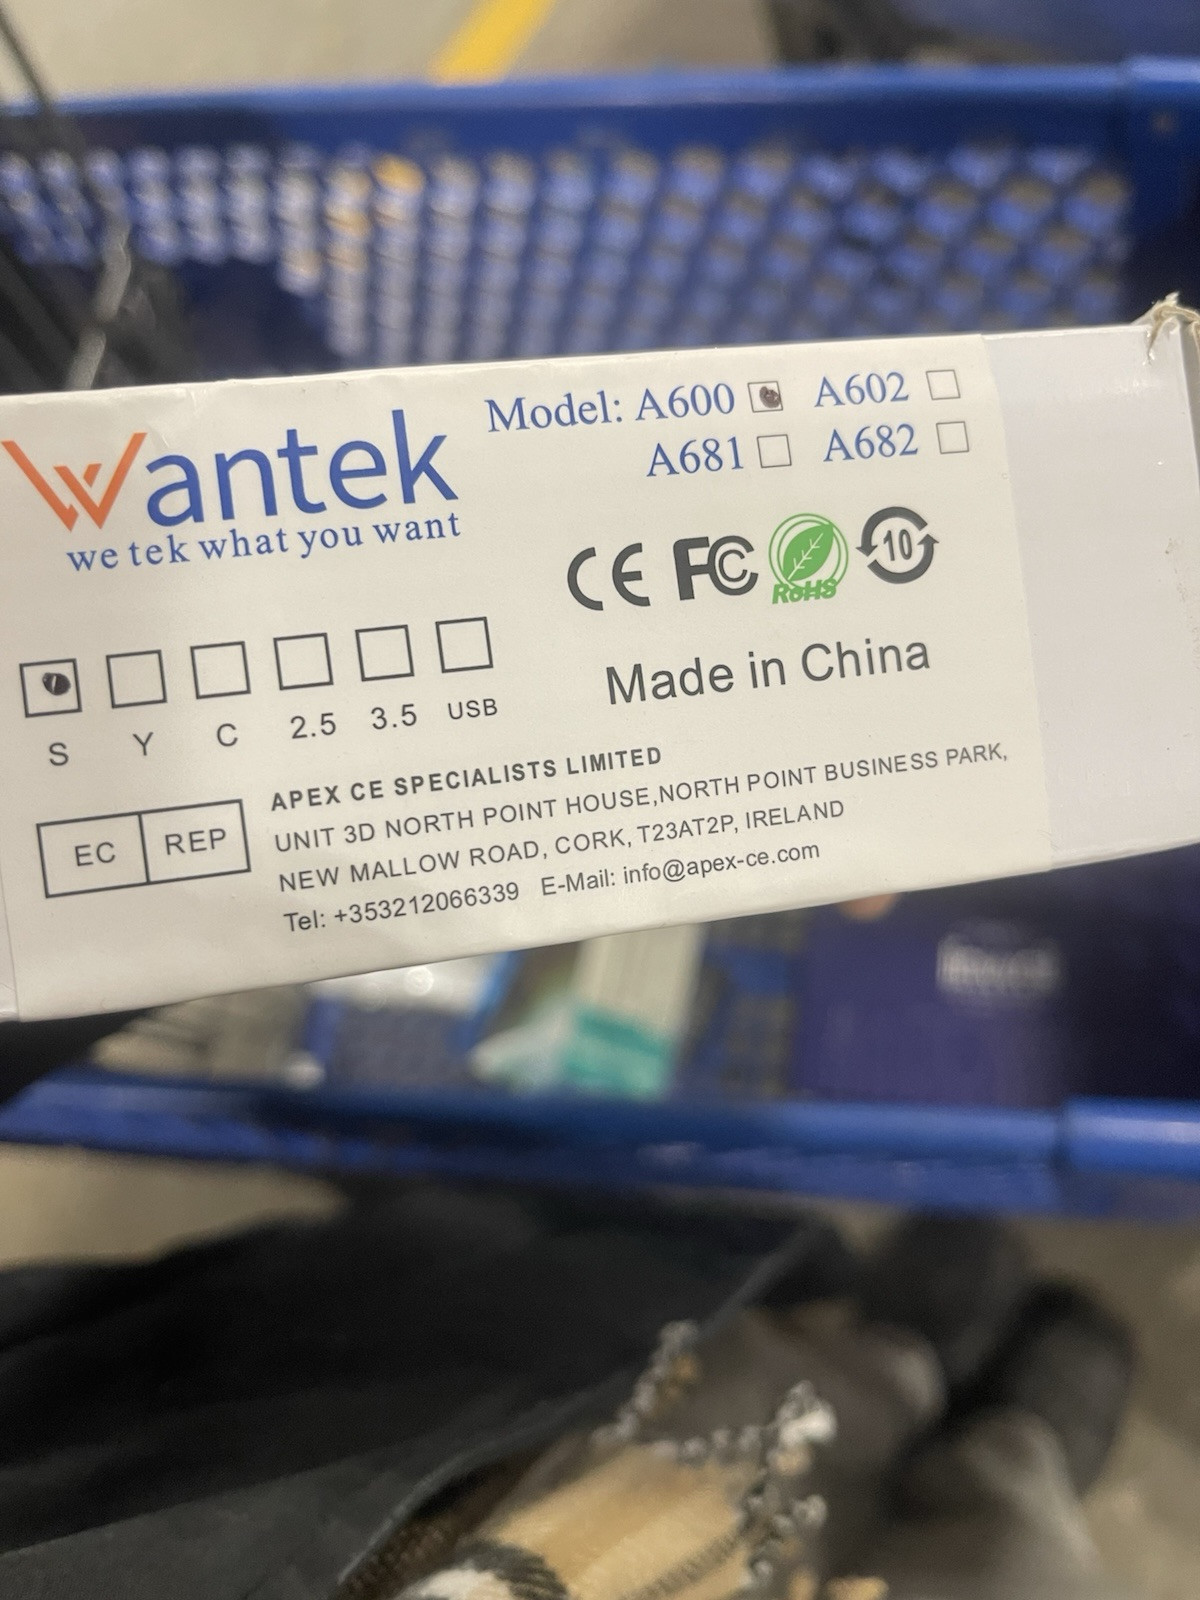 Wantek
we tek what you want
Model: A600 A602
A681 A682
CE FC RoHS 10
Made in China
S Y C 2.5 3.5 USB
EC REP
APEX CE SPECIALISTS LIMITED
UNIT 3D NORTH POINT HOUSE,NORTH POINT BUSINESS PARK,
NEW MALLOW ROAD, CORK, T23AT2P, IRELAND
Tel: +353212066339 E-Mail: info@apex-ce.com